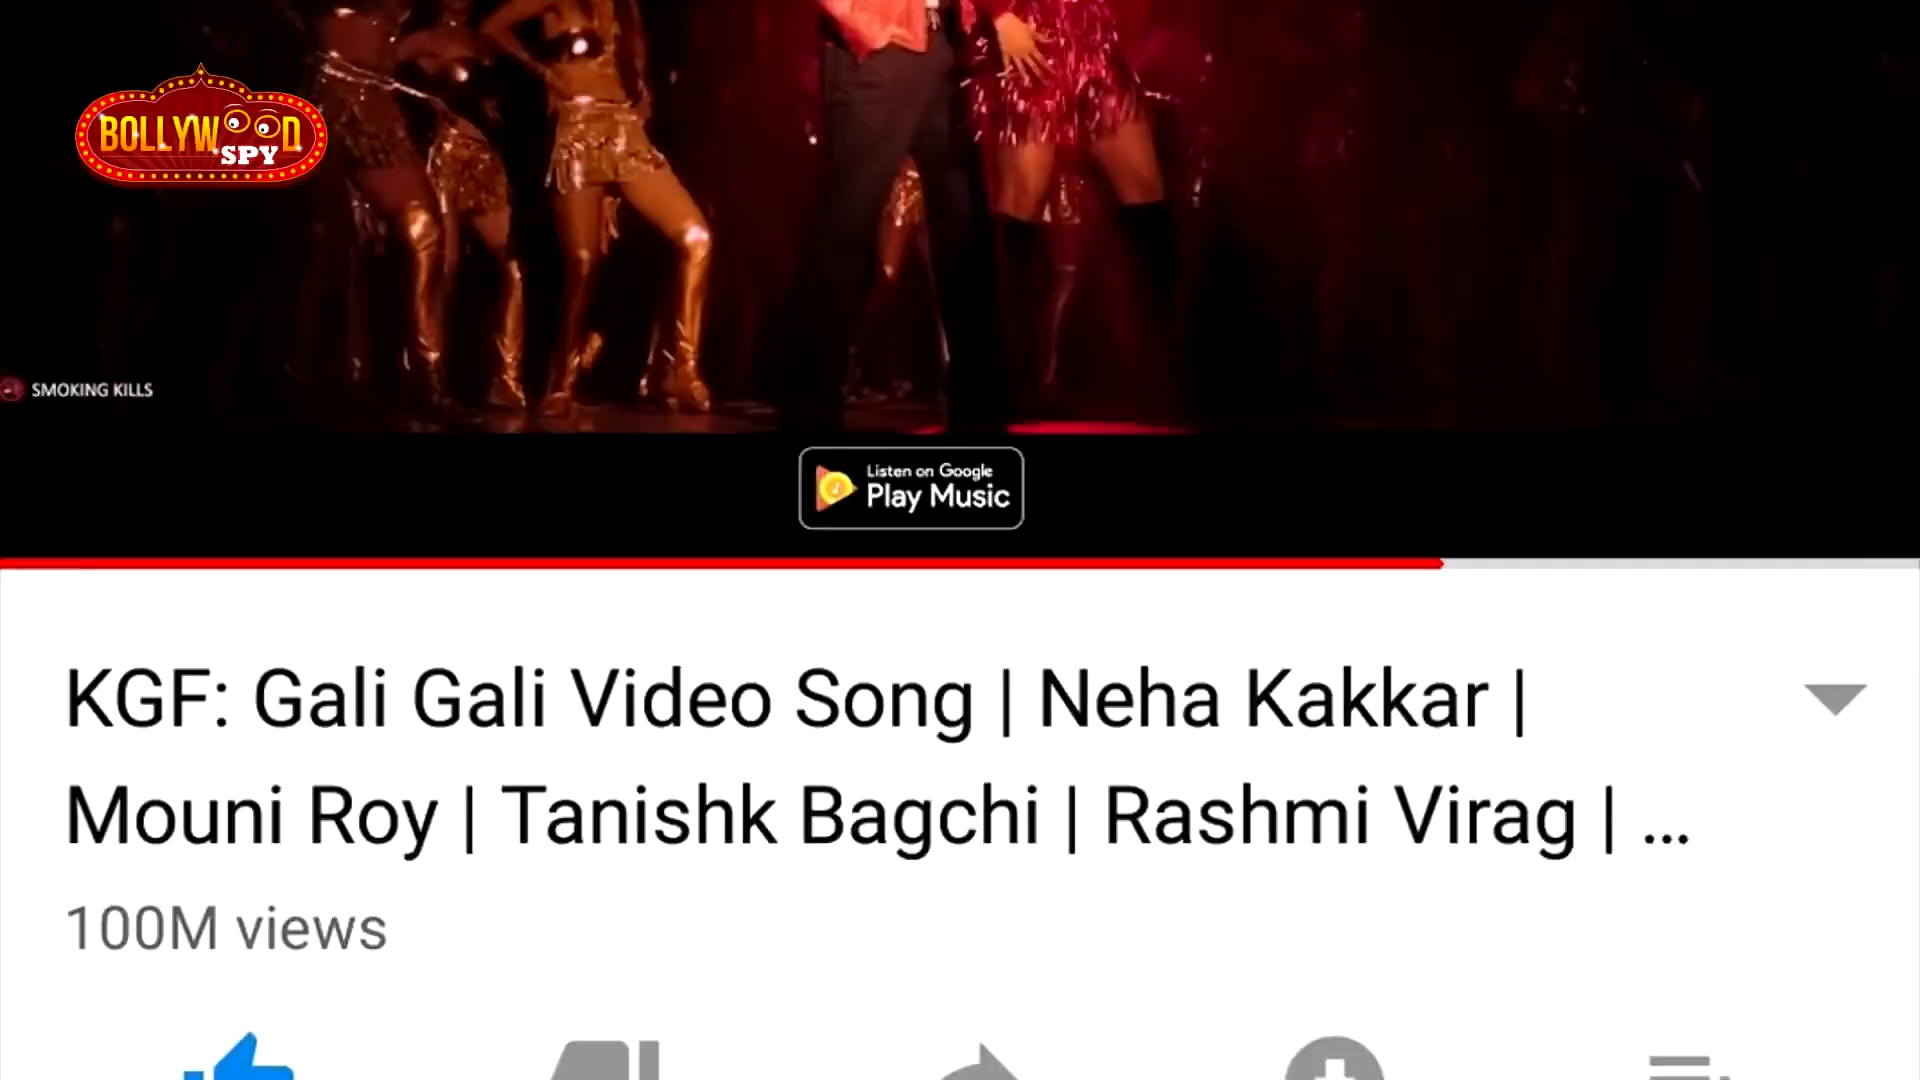 BOLLYWOOD
SPY
SMOKING KILLS
Listen on Google
Play Music
KGF: Gali Gali Video Song | Neha Kakkar |
Mouni Roy | Tanishk Bagchi | Rashmi Virag | ...
100M views